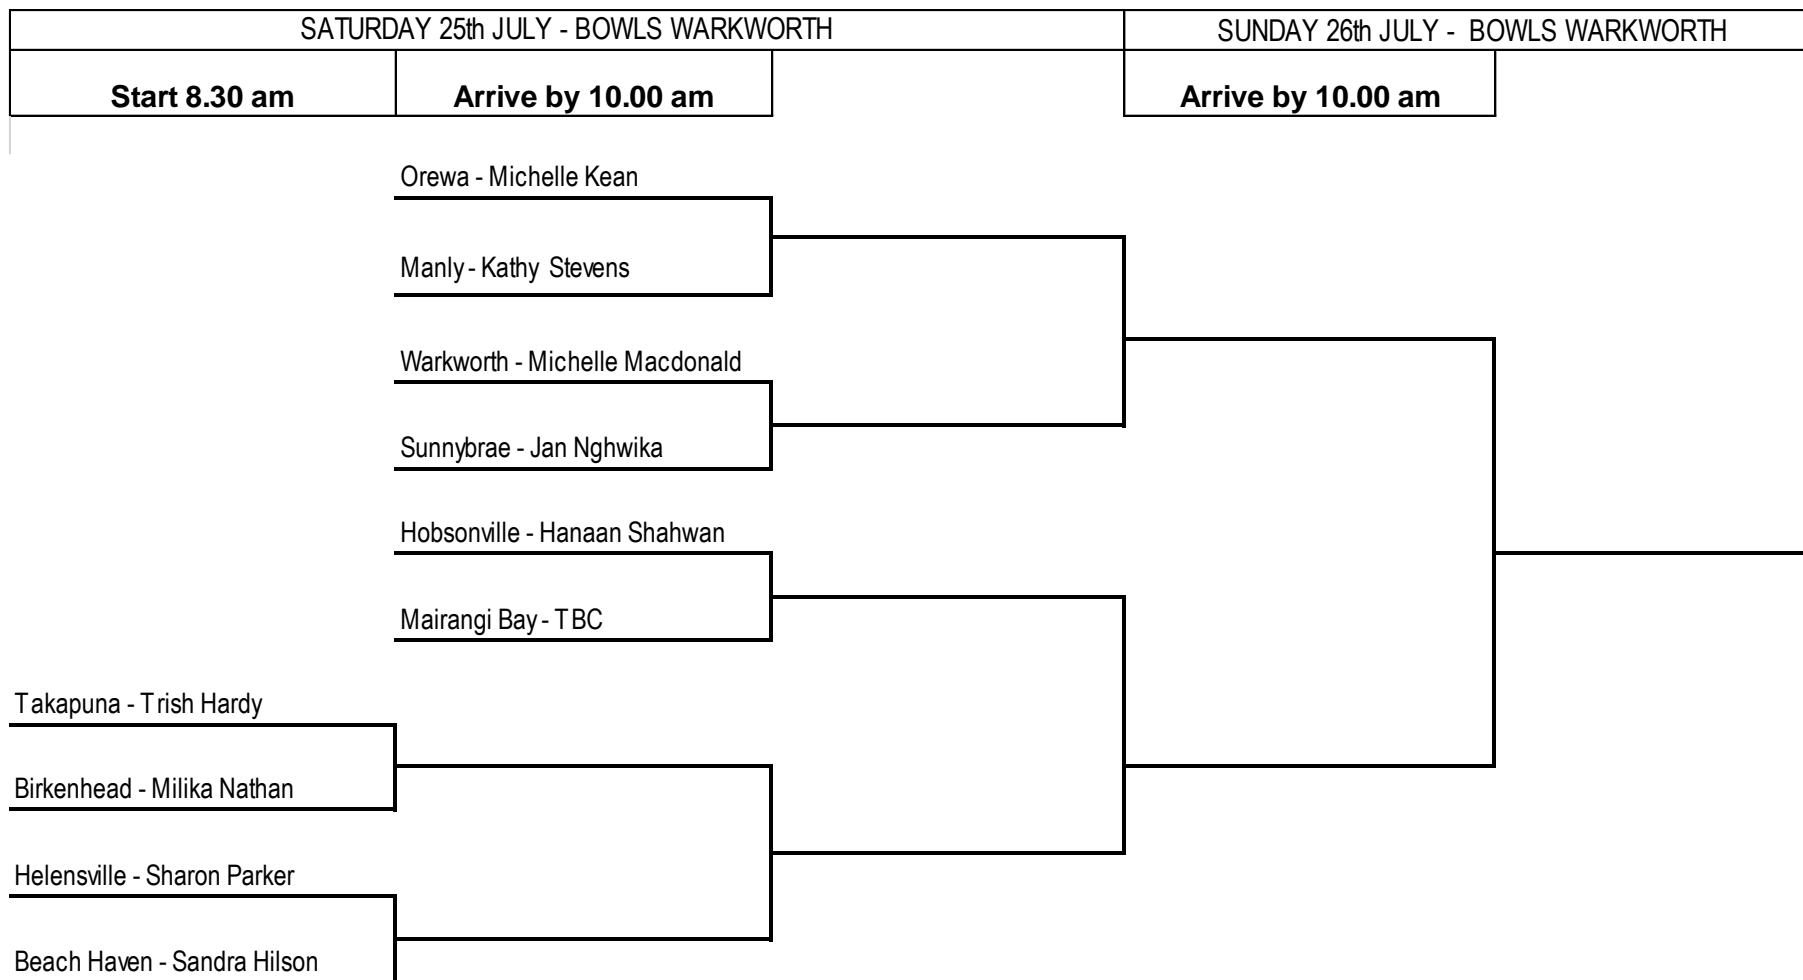 SATURDAY 25th JULY - BOWLS WARKWORTH
SUNDAY 26th JULY - BOWLS WARKWORTH
Start 8.30 am
Arrive by 10.00 am
Arrive by 10.00 am
Orewa - Michelle Kean
Manly - Kathy Stevens
Warkworth - Michelle Macdonald
Sunnybrae - Jan Nghwika
Hobsonville - Hanaan Shahwan
Mairangi Bay - TBC
Takapuna - Trish Hardy
Birkenhead - Milika Nathan
Helensville - Sharon Parker
Beach Haven - Sandra Hilson